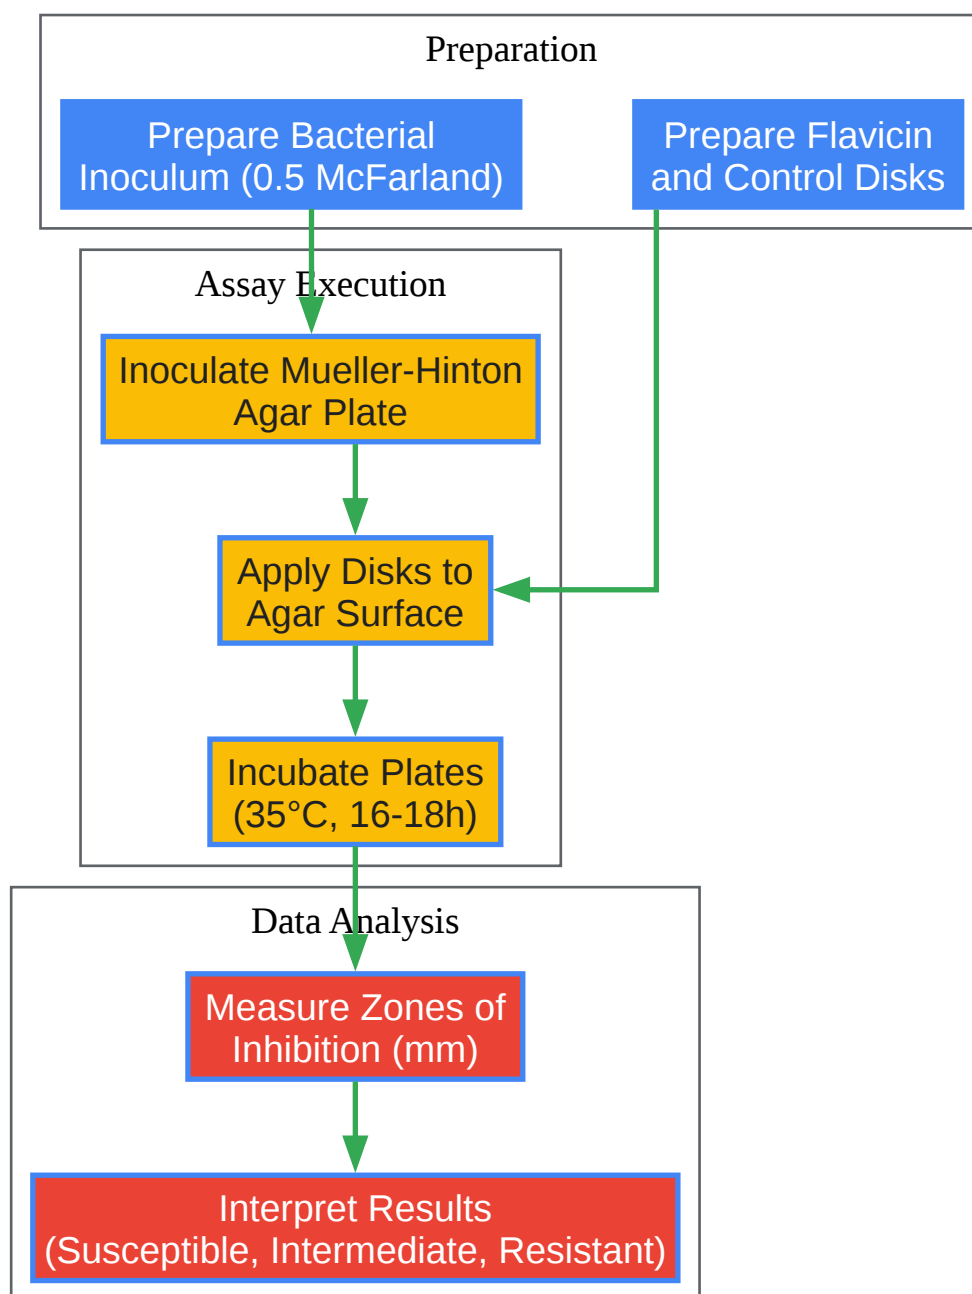 Preparation
Prepare Bacterial
Inoculum (0.5 McFarland)
Prepare Flavicin
and Control Disks
Assay Execution
Inoculate Mueller-Hinton
Agar Plate
Apply Disks to
Agar Surface
Incubate Plates
(35°C, 16-18h)
Data Analysis
Measure Zones of
Inhibition (mm)
Interpret Results
(Susceptible, Intermediate, Resistant)